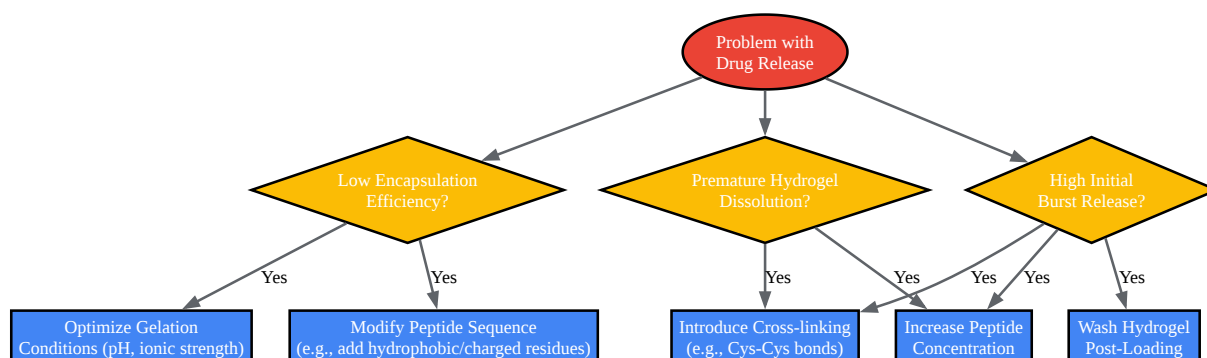 Problem with
Drug Release
Low Encapsulation
Efficiency?
Premature Hydrogel
Dissolution?
High Initial
Burst Release?
Yes
Yes
Yes
Yes
Yes
Yes
Optimize Gelation
Conditions (pH, ionic strength)
Modify Peptide Sequence
(e.g., add hydrophobic/charged residues)
Introduce Cross-linking
(e.g., Cys-Cys bonds)
Increase Peptide
Concentration
Wash Hydrogel
Post-Loading